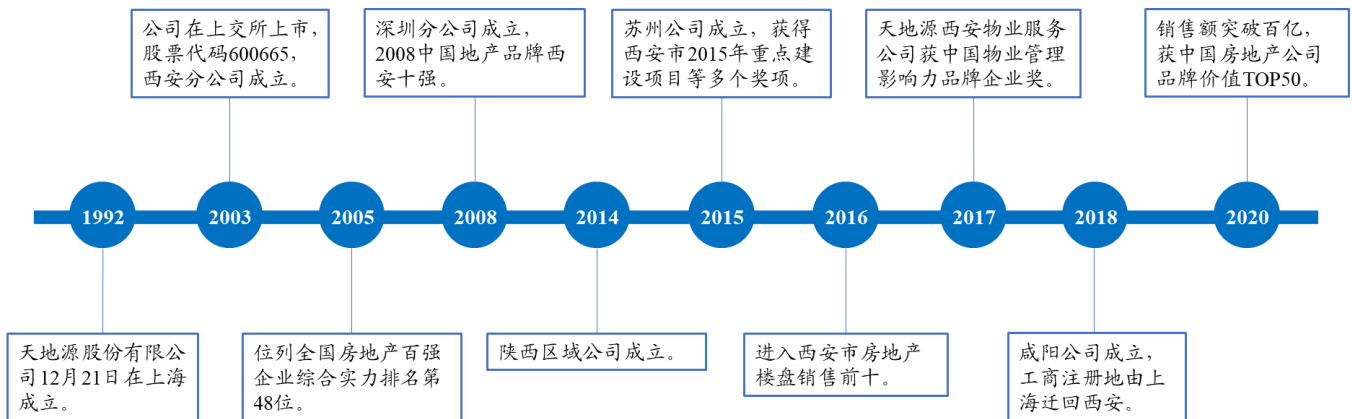 公司在上交所上市，
股票代码600665，
西安分公司成立。
深圳分公司成立，
2008中国地产品牌西
安十强。
苏州公司成立，获得
西安市2015年重点建
设项目等多个奖项。
天地源西安物业服务
公司获中国物业管理
影响力品牌企业奖。
销售额突破百亿，
获中国房地产公司
品牌价值TOP50。
1992
2003
2005
2008
2014
2015
2016
2017
2018
2020
天地源股份有限公
司12月21日在上海
成立。
位列全国房地产百强
企业综合实力排名第
48位。
陕西区域公司成立。
进入西安市房地产
楼盘销售前十。
咸阳公司成立，
工商注册地由上
海迁回西安。